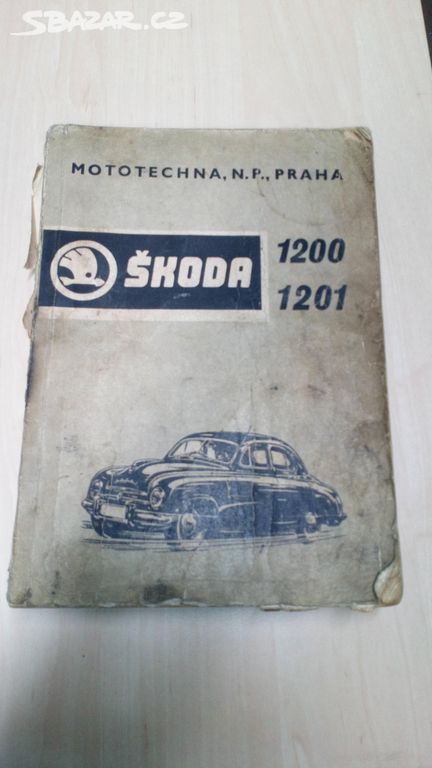 SBAZAR.CZ
MOTOTECHNA, N.P., PRAHA
ŠKODA
1200
1201